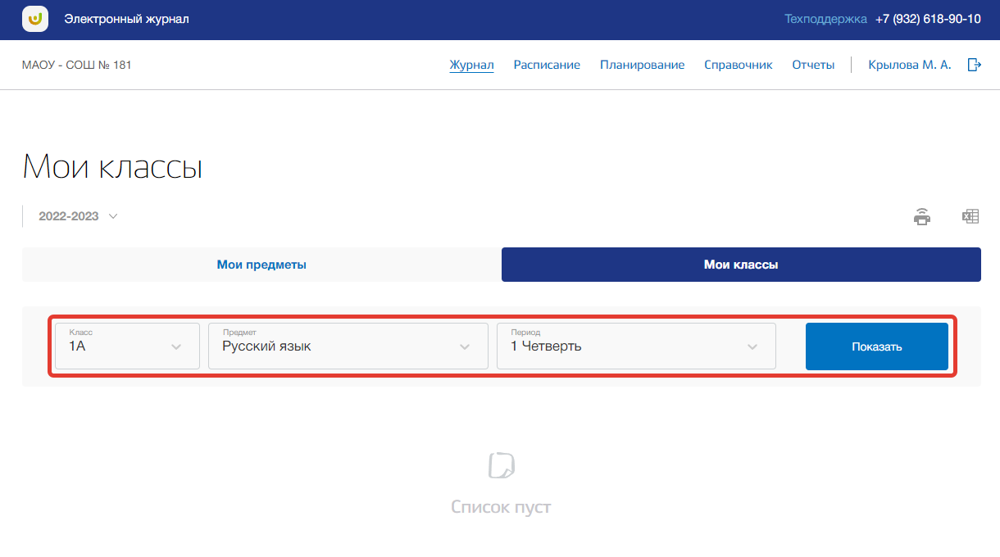 Электронный журнал
Техподдержка +7 (932) 618-90-10
МАОУ - СОШ № 181
Журнал Расписание Планирование Справочник Отчеты Крылова М. А.
Мои классы
2022-2023
Мои предметы Мои классы
Класс Предмет Период
1А Русский язык 1 Четверть Показать
Список пуст